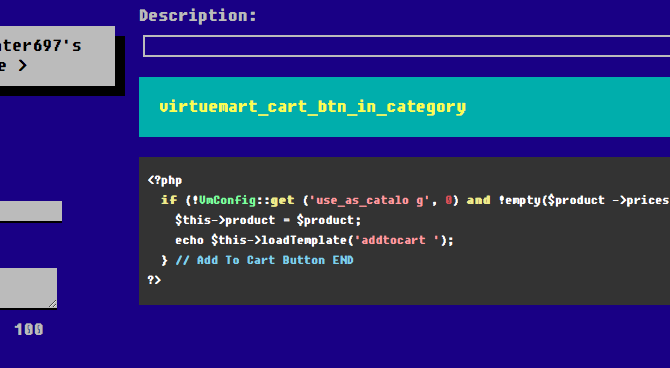 Description:
ter697's
e >
virtuemart_cart_btn_in_category
<?php
if (!VmConfig::get ('use_as_catalo g', 0) and !empty($product ->prices
$this->product = $product;
echo $this->loadTemplate('addtocart ');
} // Add To Cart Button END
?>
100